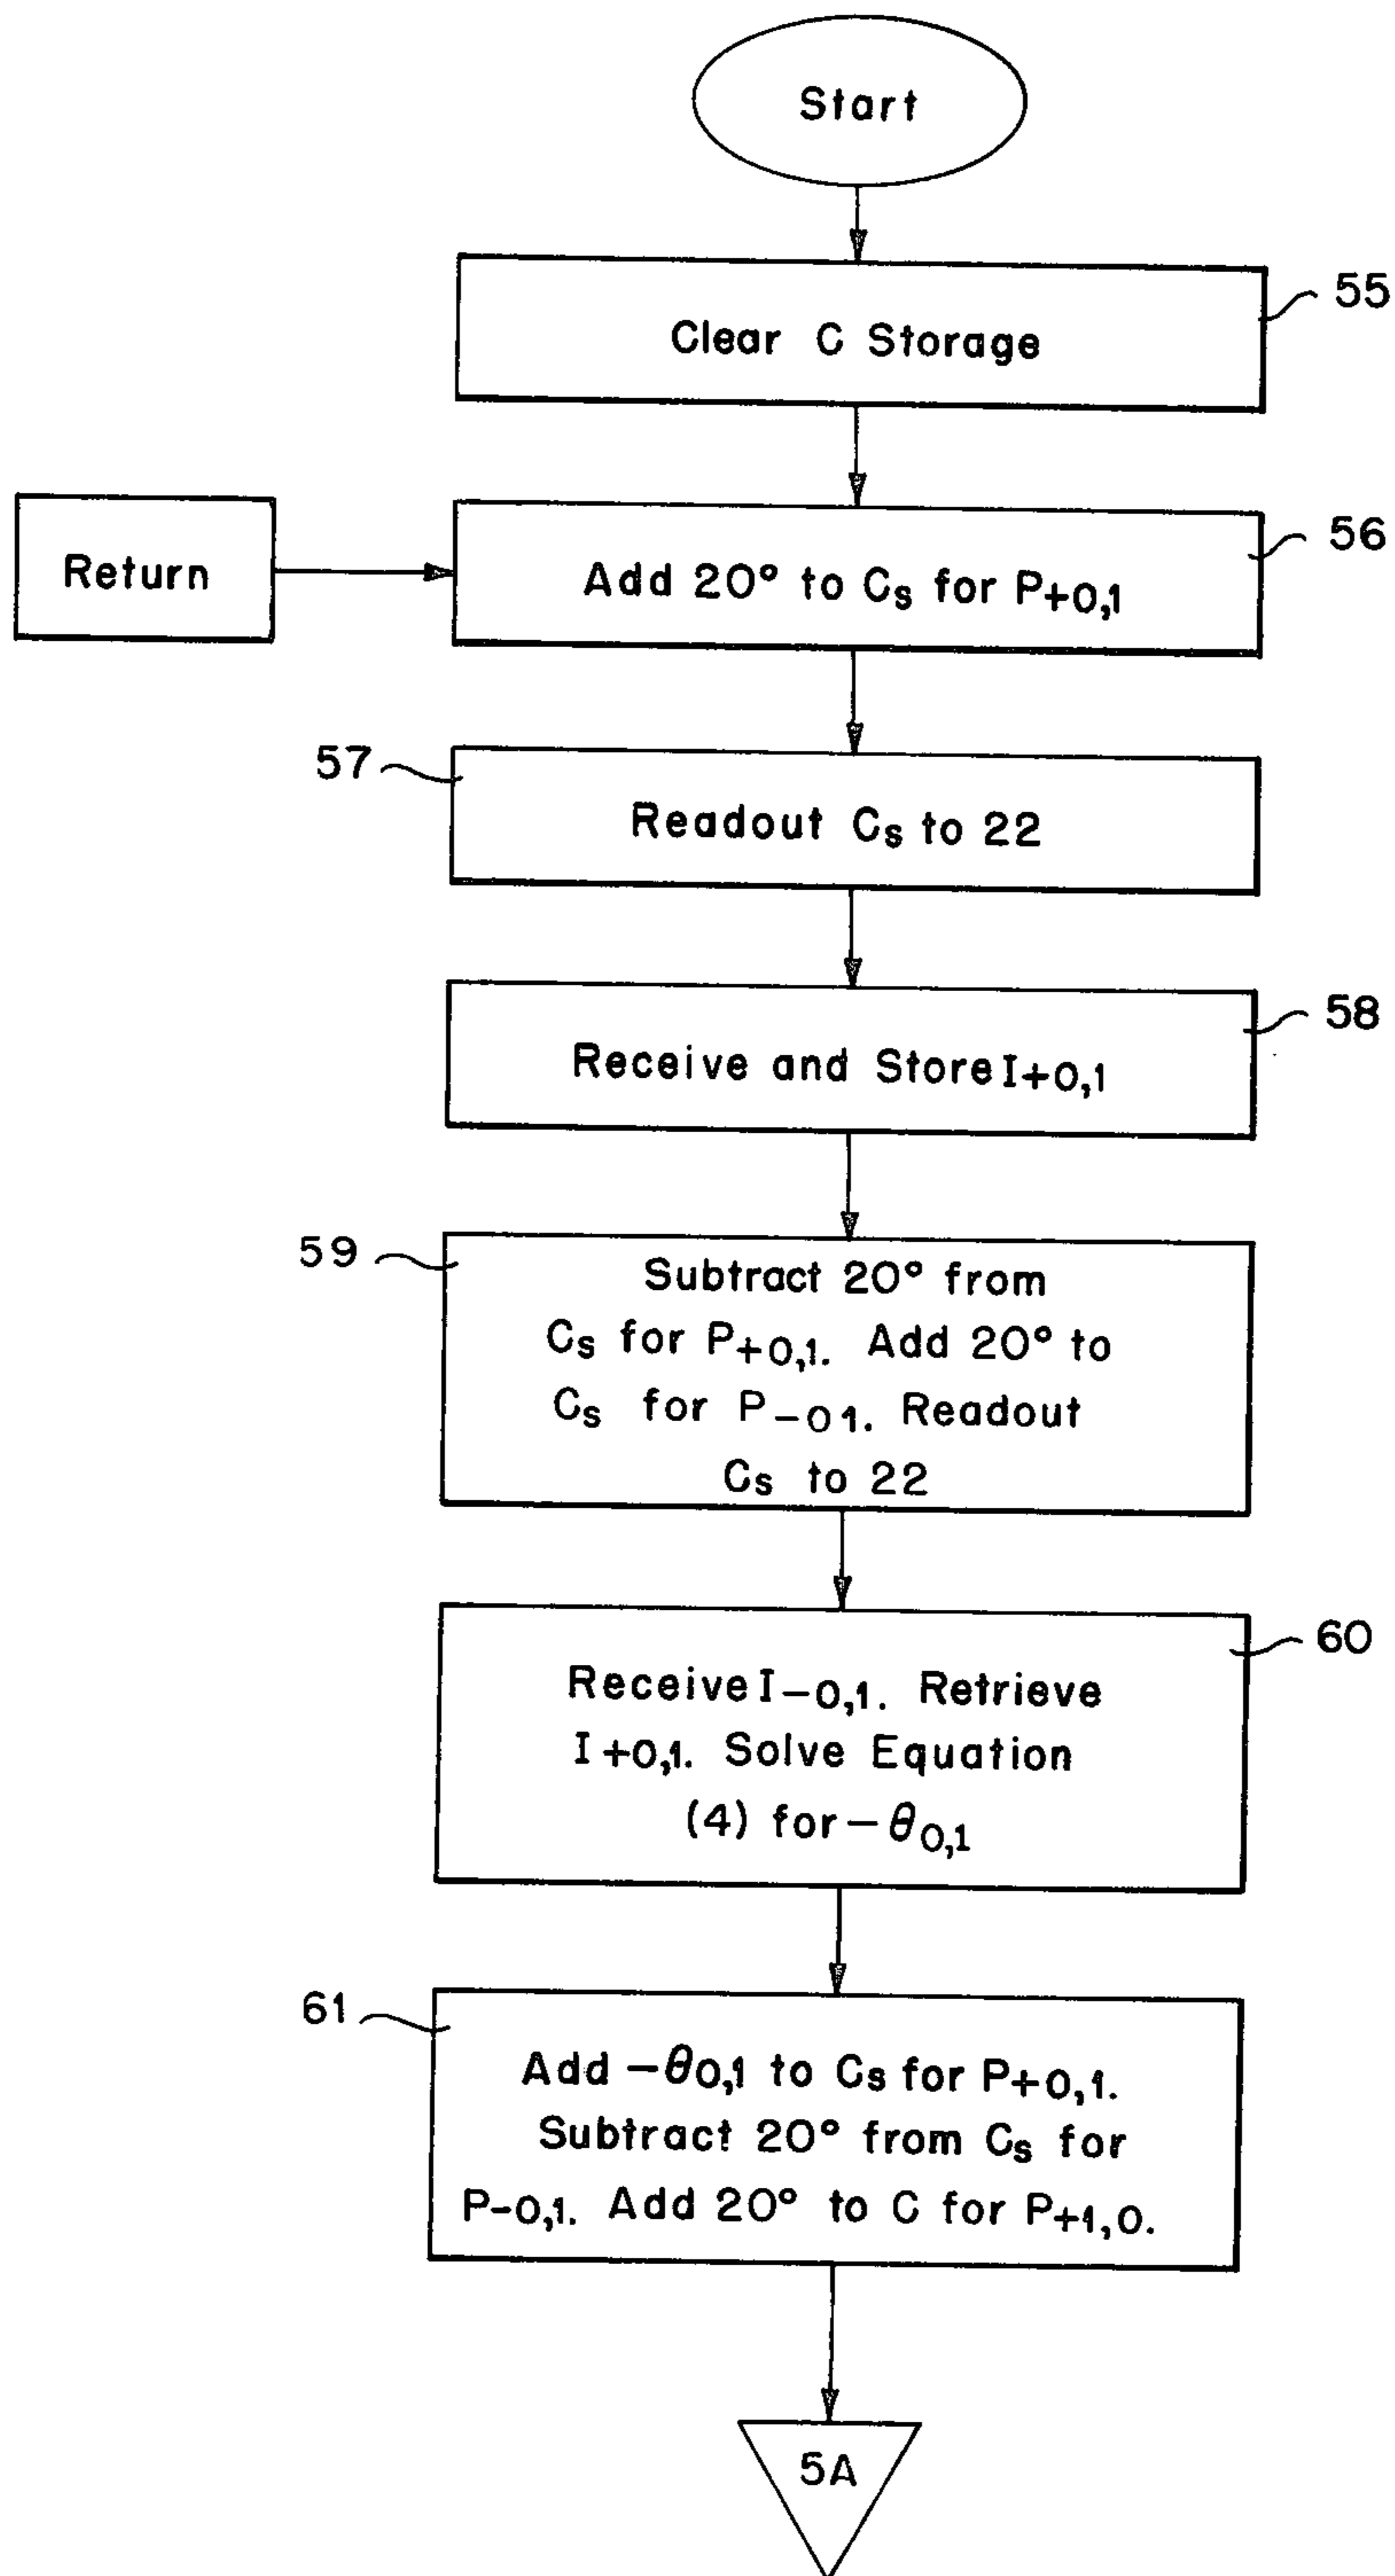 Start
55
Clear C Storage
Return
56
Add 20° to Cs for P+0,1
57
Readout Cs to 22
58
Receive and Store I+0,1
59
Subtract 20° from
Cs for P+0,1. Add 20° to
Cs for P-0 1. Readout
Cs to 22
60
Receive I-0,1. Retrieve
I+0,1. Solve Equation
(4) for -θ0,1
61
Add -θ0,1 to Cs for P+0,1.
Subtract 20° from Cs for
P-0,1. Add 20° to C for P+1,0.
5A